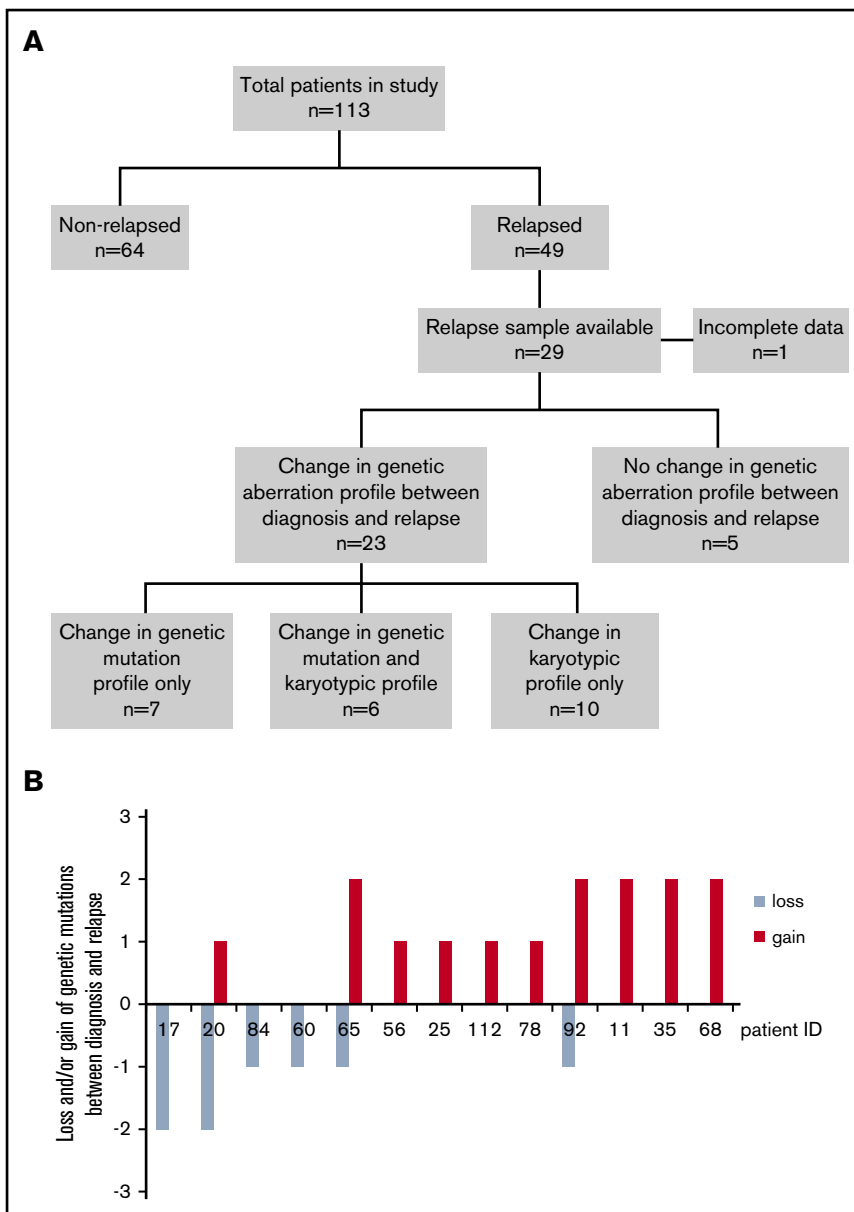 A
Total patients in study
n=113
Non-relapsed
n=64
Relapsed
n=49
Relapse sample available
n=29
Incomplete data
n=1
Change in genetic
aberration profile between
diagnosis and relapse
n=23
No change in genetic
aberration profile between
diagnosis and relapse
n=5
Change in genetic
mutation
profile only
n=7
Change in genetic
mutation and
karyotypic profile
n=6
Change in
karyotypic
profile only
n=10
B
Loss and/or gain of genetic mutations
between diagnosis and relapse
3
2
1
0
-1
-2
-3
17 20 84 60 65 56 25 112 78 92 11 35 68 patient ID
loss
gain